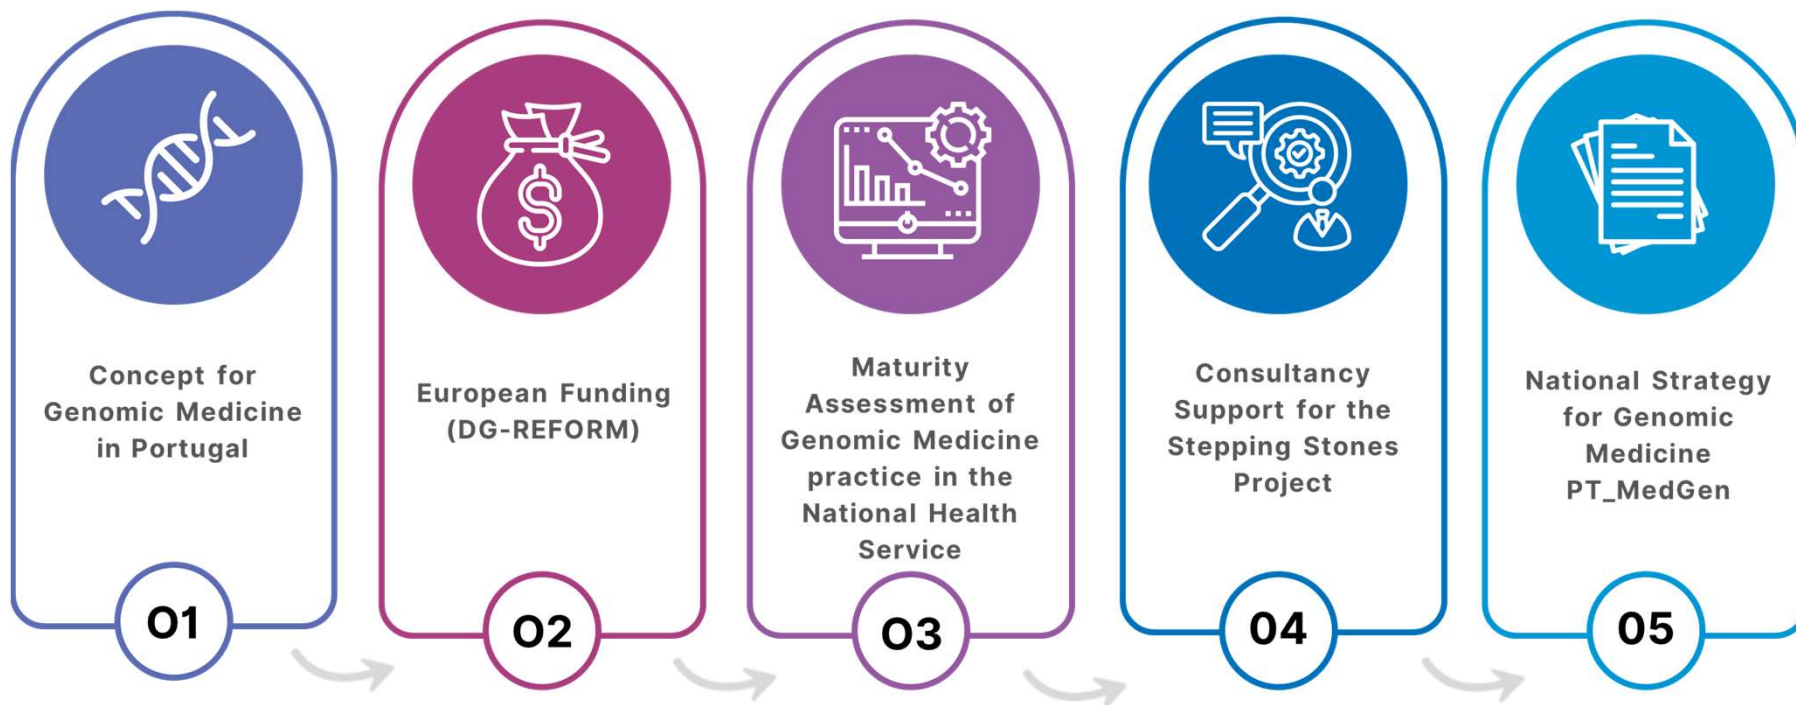 Concept for
Genomic Medicine
in Portugal
01
European Funding
(DG-REFORM)
02
$
Maturity
Assessment of
Genomic Medicine
practice in the
National Health
Service
03
Consultancy
Support for the
Stepping Stones
Project
04
National Strategy
for Genomic
Medicine
PT_MedGen
05